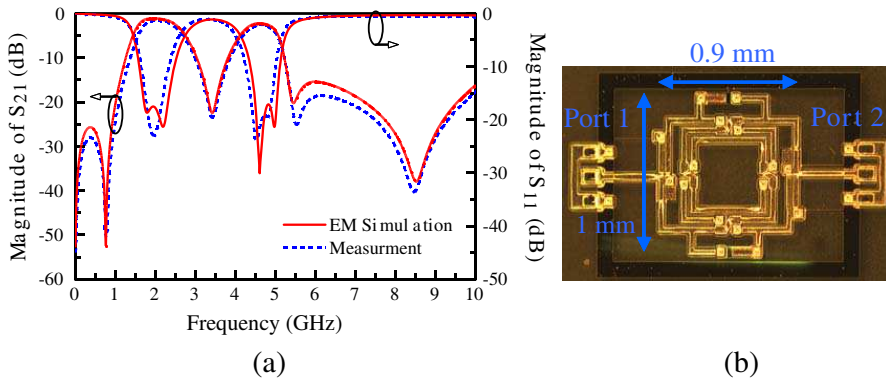 (a)
Magnitude of S21 (dB)
0
-10
-20
-30
-40
-50
-60
0
-10
-20
-30
-40
-50
Magnitude of S11 (dB)
EM Simulation
Measurment
0 1 2 3 4 5 6 7 8 9 10
Frequency (GHz)
(a)
0.9 mm
Port 1
Port 2
1 mm
(b)